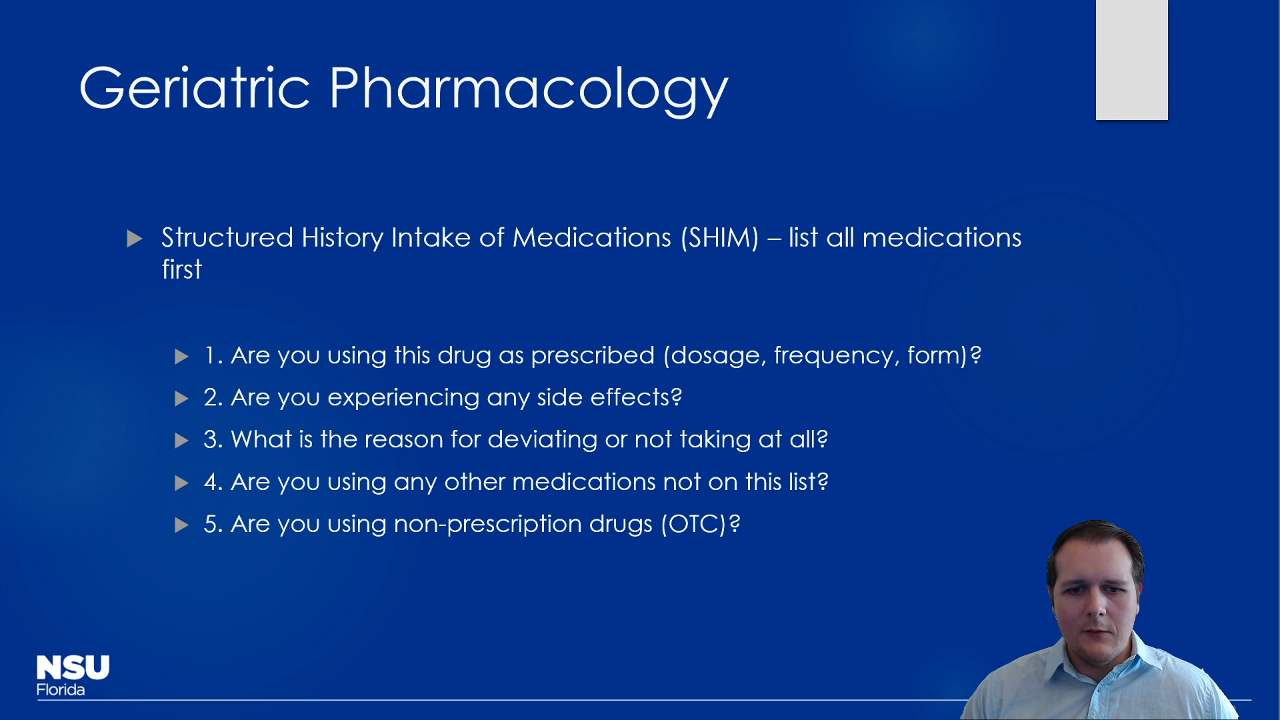 Geriatric Pharmacology
Structured History Intake of Medications (SHIM) – list all medications
first
1. Are you using this drug as prescribed (dosage, frequency, form)?
2. Are you experiencing any side effects?
3. What is the reason for deviating or not taking at all?
4. Are you using any other medications not on this list?
5. Are you using non-prescription drugs (OTC)?
NSU
Florida